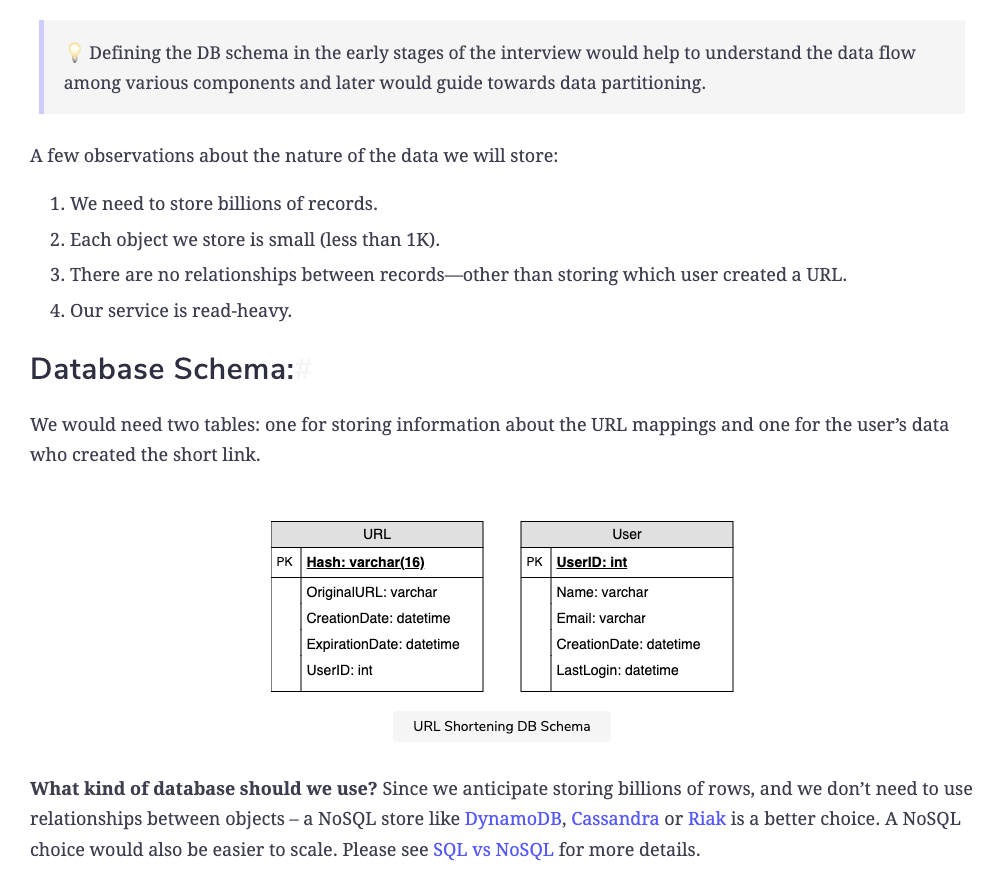 💡 Defining the DB schema in the early stages of the interview would help to understand the data flow
among various components and later would guide towards data partitioning.
A few observations about the nature of the data we will store:
1. We need to store billions of records.
2. Each object we store is small (less than 1K).
3. There are no relationships between records—other than storing which user created a URL.
4. Our service is read-heavy.
Database Schema:#
We would need two tables: one for storing information about the URL mappings and one for the user’s data
who created the short link.
URL
PK Hash: varchar(16)
OriginalURL: varchar
CreationDate: datetime
ExpirationDate: datetime
UserID: int
User
PK UserID: int
Name: varchar
Email: varchar
CreationDate: datetime
LastLogin: datetime
URL Shortening DB Schema
What kind of database should we use? Since we anticipate storing billions of rows, and we don’t need to use
relationships between objects – a NoSQL store like DynamoDB, Cassandra or Riak is a better choice. A NoSQL
choice would also be easier to scale. Please see SQL vs NoSQL for more details.